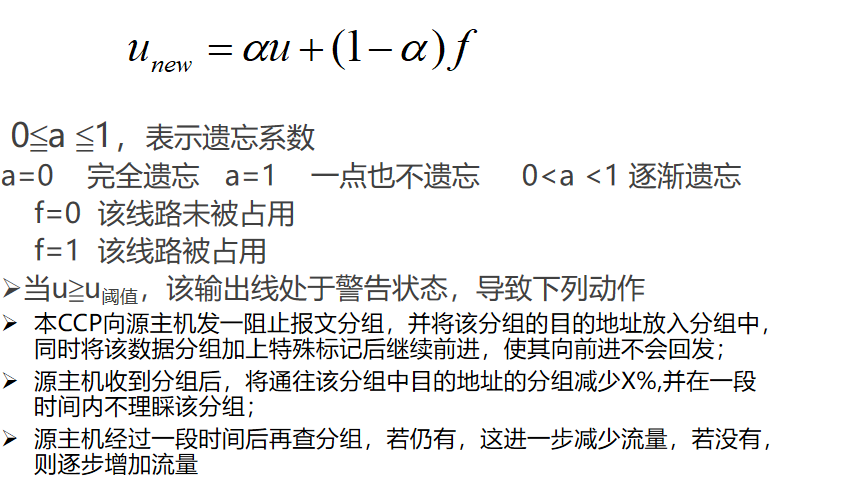 u_new = αu + (1 − α) f
0≦a ≦1，表示遗忘系数
a=0 完全遗忘 a=1 一点也不遗忘 0<a <1 逐渐遗忘
f=0 该线路未被占用
f=1 该线路被占用
➢当u≧u阈值，该输出线处于警告状态，导致下列动作
➢ 本CCP向源主机发一阻止报文分组，并将该分组的目的地址放入分组中，
同时将该数据分组加上特殊标记后继续前进，使其向前进不会回发；
➢ 源主机收到分组后，将通往该分组中目的地址的分组减少X%,并在一段
时间内不理睬该分组；
➢ 源主机经过一段时间后再查分组，若仍有，这进一步减少流量，若没有，
则逐步增加流量